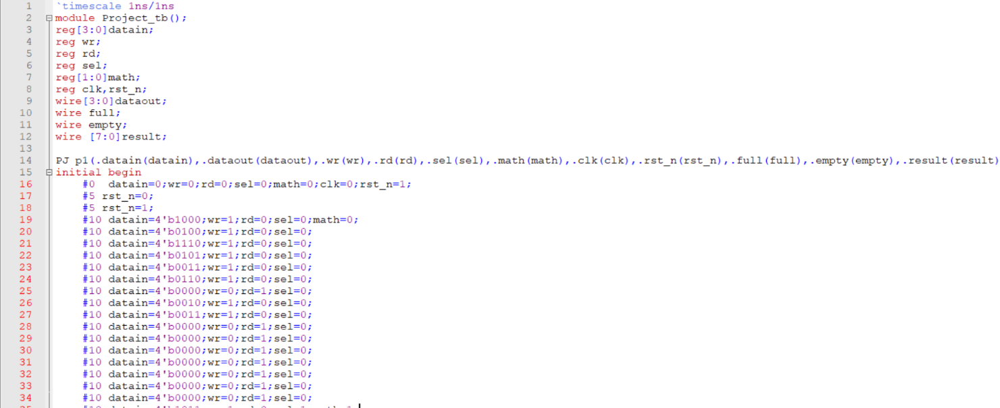 1 `timescale 1ns/1ns
2 module Project_tb();
3 reg[3:0]datain;
4 reg wr;
5 reg rd;
6 reg sel;
7 reg[1:0]math;
8 reg clk,rst_n;
9 wire[3:0]dataout;
10 wire full;
11 wire empty;
12 wire [7:0]result;
13
14 PJ p1(.datain(datain),.dataout(dataout),.wr(wr),.rd(rd),.sel(sel),.math(math),.clk(clk),.rst_n(rst_n),.full(full),.empty(empty),.result(result)
15 initial begin
16 #0 datain=0;wr=0;rd=0;sel=0;math=0;clk=0;rst_n=1;
17 #5 rst_n=0;
18 #5 rst_n=1;
19 #10 datain=4'b1000;wr=1;rd=0;sel=0;math=0;
20 #10 datain=4'b0100;wr=1;rd=0;sel=0;
21 #10 datain=4'b1110;wr=1;rd=0;sel=0;
22 #10 datain=4'b0101;wr=1;rd=0;sel=0;
23 #10 datain=4'b0011;wr=1;rd=0;sel=0;
24 #10 datain=4'b0110;wr=1;rd=0;sel=0;
25 #10 datain=4'b0000;wr=0;rd=1;sel=0;
26 #10 datain=4'b0010;wr=1;rd=0;sel=0;
27 #10 datain=4'b0011;wr=1;rd=0;sel=0;
28 #10 datain=4'b0000;wr=0;rd=1;sel=0;
29 #10 datain=4'b0000;wr=0;rd=1;sel=0;
30 #10 datain=4'b0000;wr=0;rd=1;sel=0;
31 #10 datain=4'b0000;wr=0;rd=1;sel=0;
32 #10 datain=4'b0000;wr=0;rd=1;sel=0;
33 #10 datain=4'b0000;wr=0;rd=1;sel=0;
34 #10 datain=4'b0000;wr=0;rd=1;sel=0;